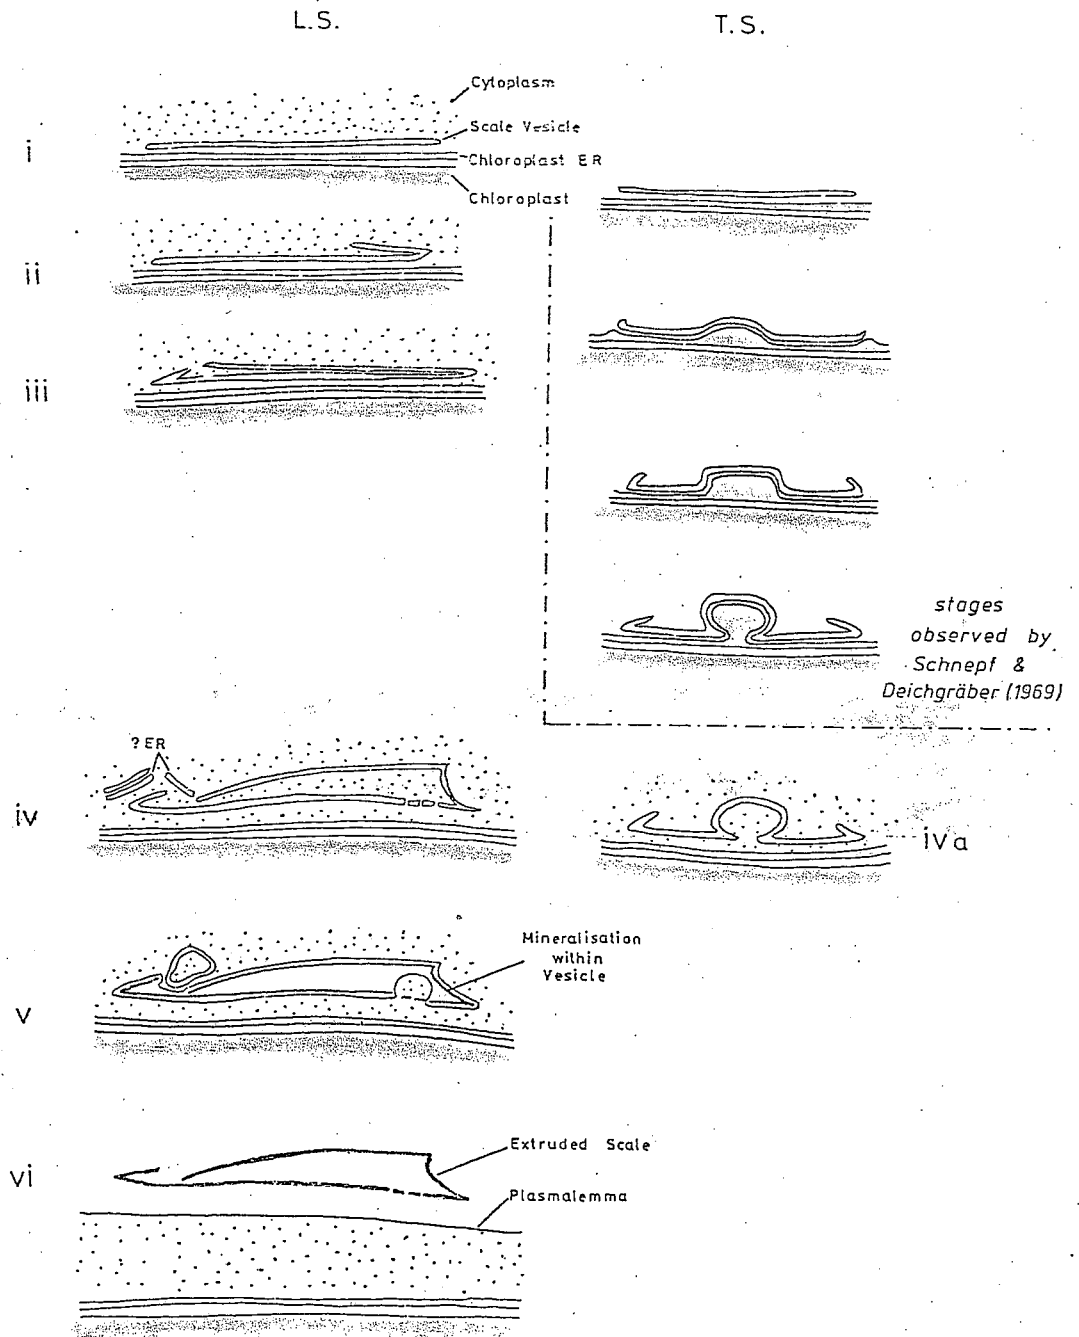 L.S.
T.S.
i
Cytoplasm
Scale Vesicle
Chloroplast ER
Chloroplast
ii
iii
stages
observed by
Schnepf &
Deichgräber (1969)
? ER
iv
iva
Mineralisation
within
Vesicle
v
Extruded Scale
vi
Plasmalemma